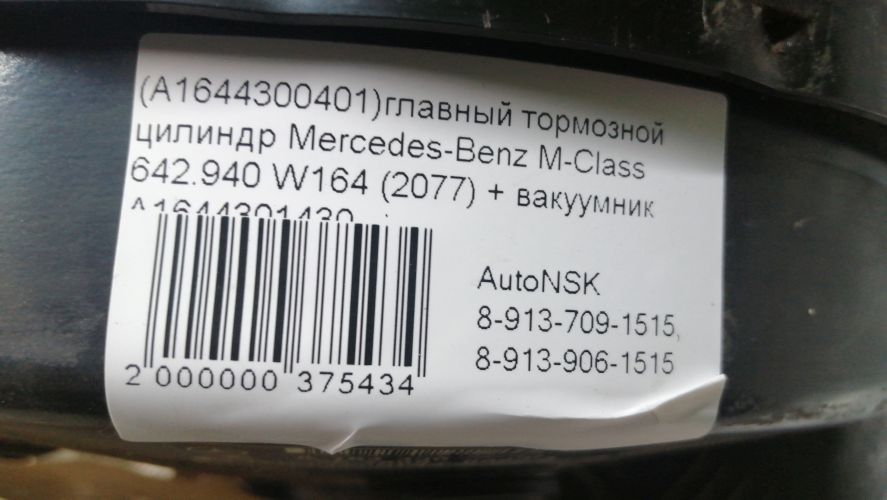 (A1644300401)главный тормозной
цилиндр Mercedes-Benz M-Class
642.940 W164 (2077) + вакуумник
A1644301430
AutoNSK
8-913-709-1515,
8-913-906-1515
2 000000 375434